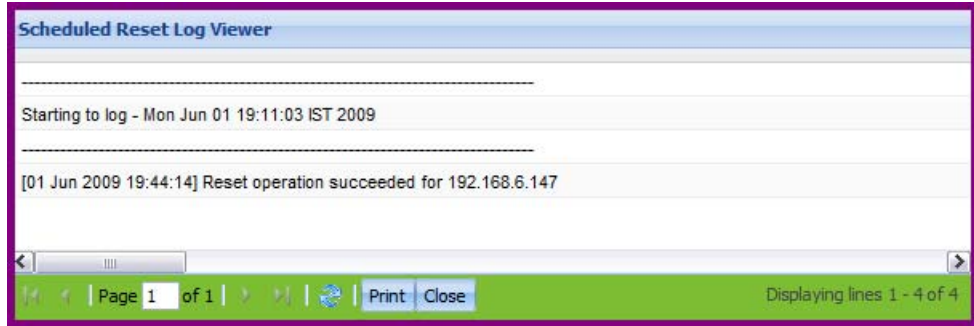 Scheduled Reset Log Viewer
--------------------------------------------------------------------------------
Starting to log - Mon Jun 01 19:11:03 IST 2009
--------------------------------------------------------------------------------
[01 Jun 2009 19:44:14] Reset operation succeeded for 192.168.6.147
Page 1 of 1 Print Close Displaying lines 1 - 4 of 4